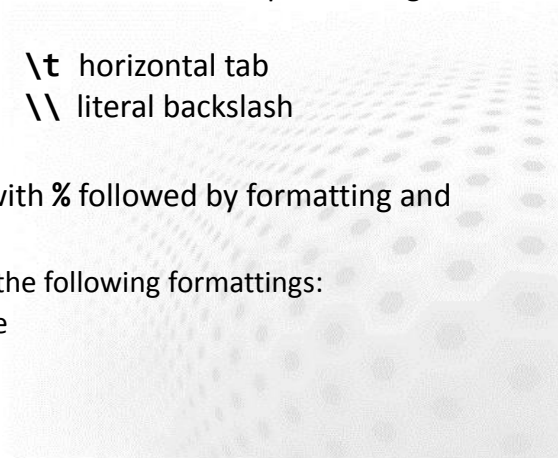 \t horizontal tab
\\ literal backslash
with % followed by formatting and
the following formattings: